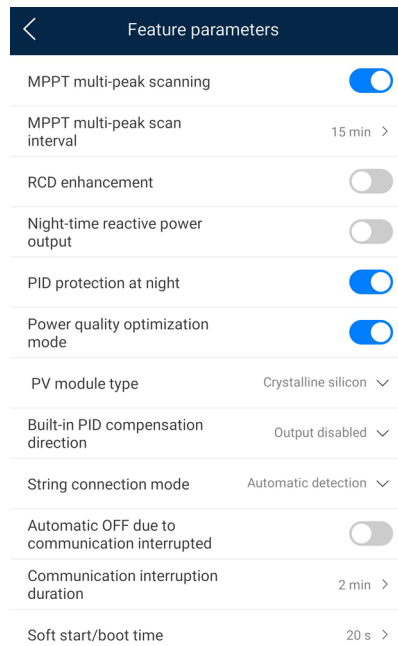 Feature parameters
MPPT multi-peak scanning
MPPT multi-peak scan
interval
15 min
RCD enhancement
Night-time reactive power
output
PID protection at night
Power quality optimization
mode
PV module type
Crystalline silicon
Built-in PID compensation
direction
Output disabled
String connection mode
Automatic detection
Automatic OFF due to
communication interrupted
Communication interruption
duration
2 min
Soft start/boot time
20 s